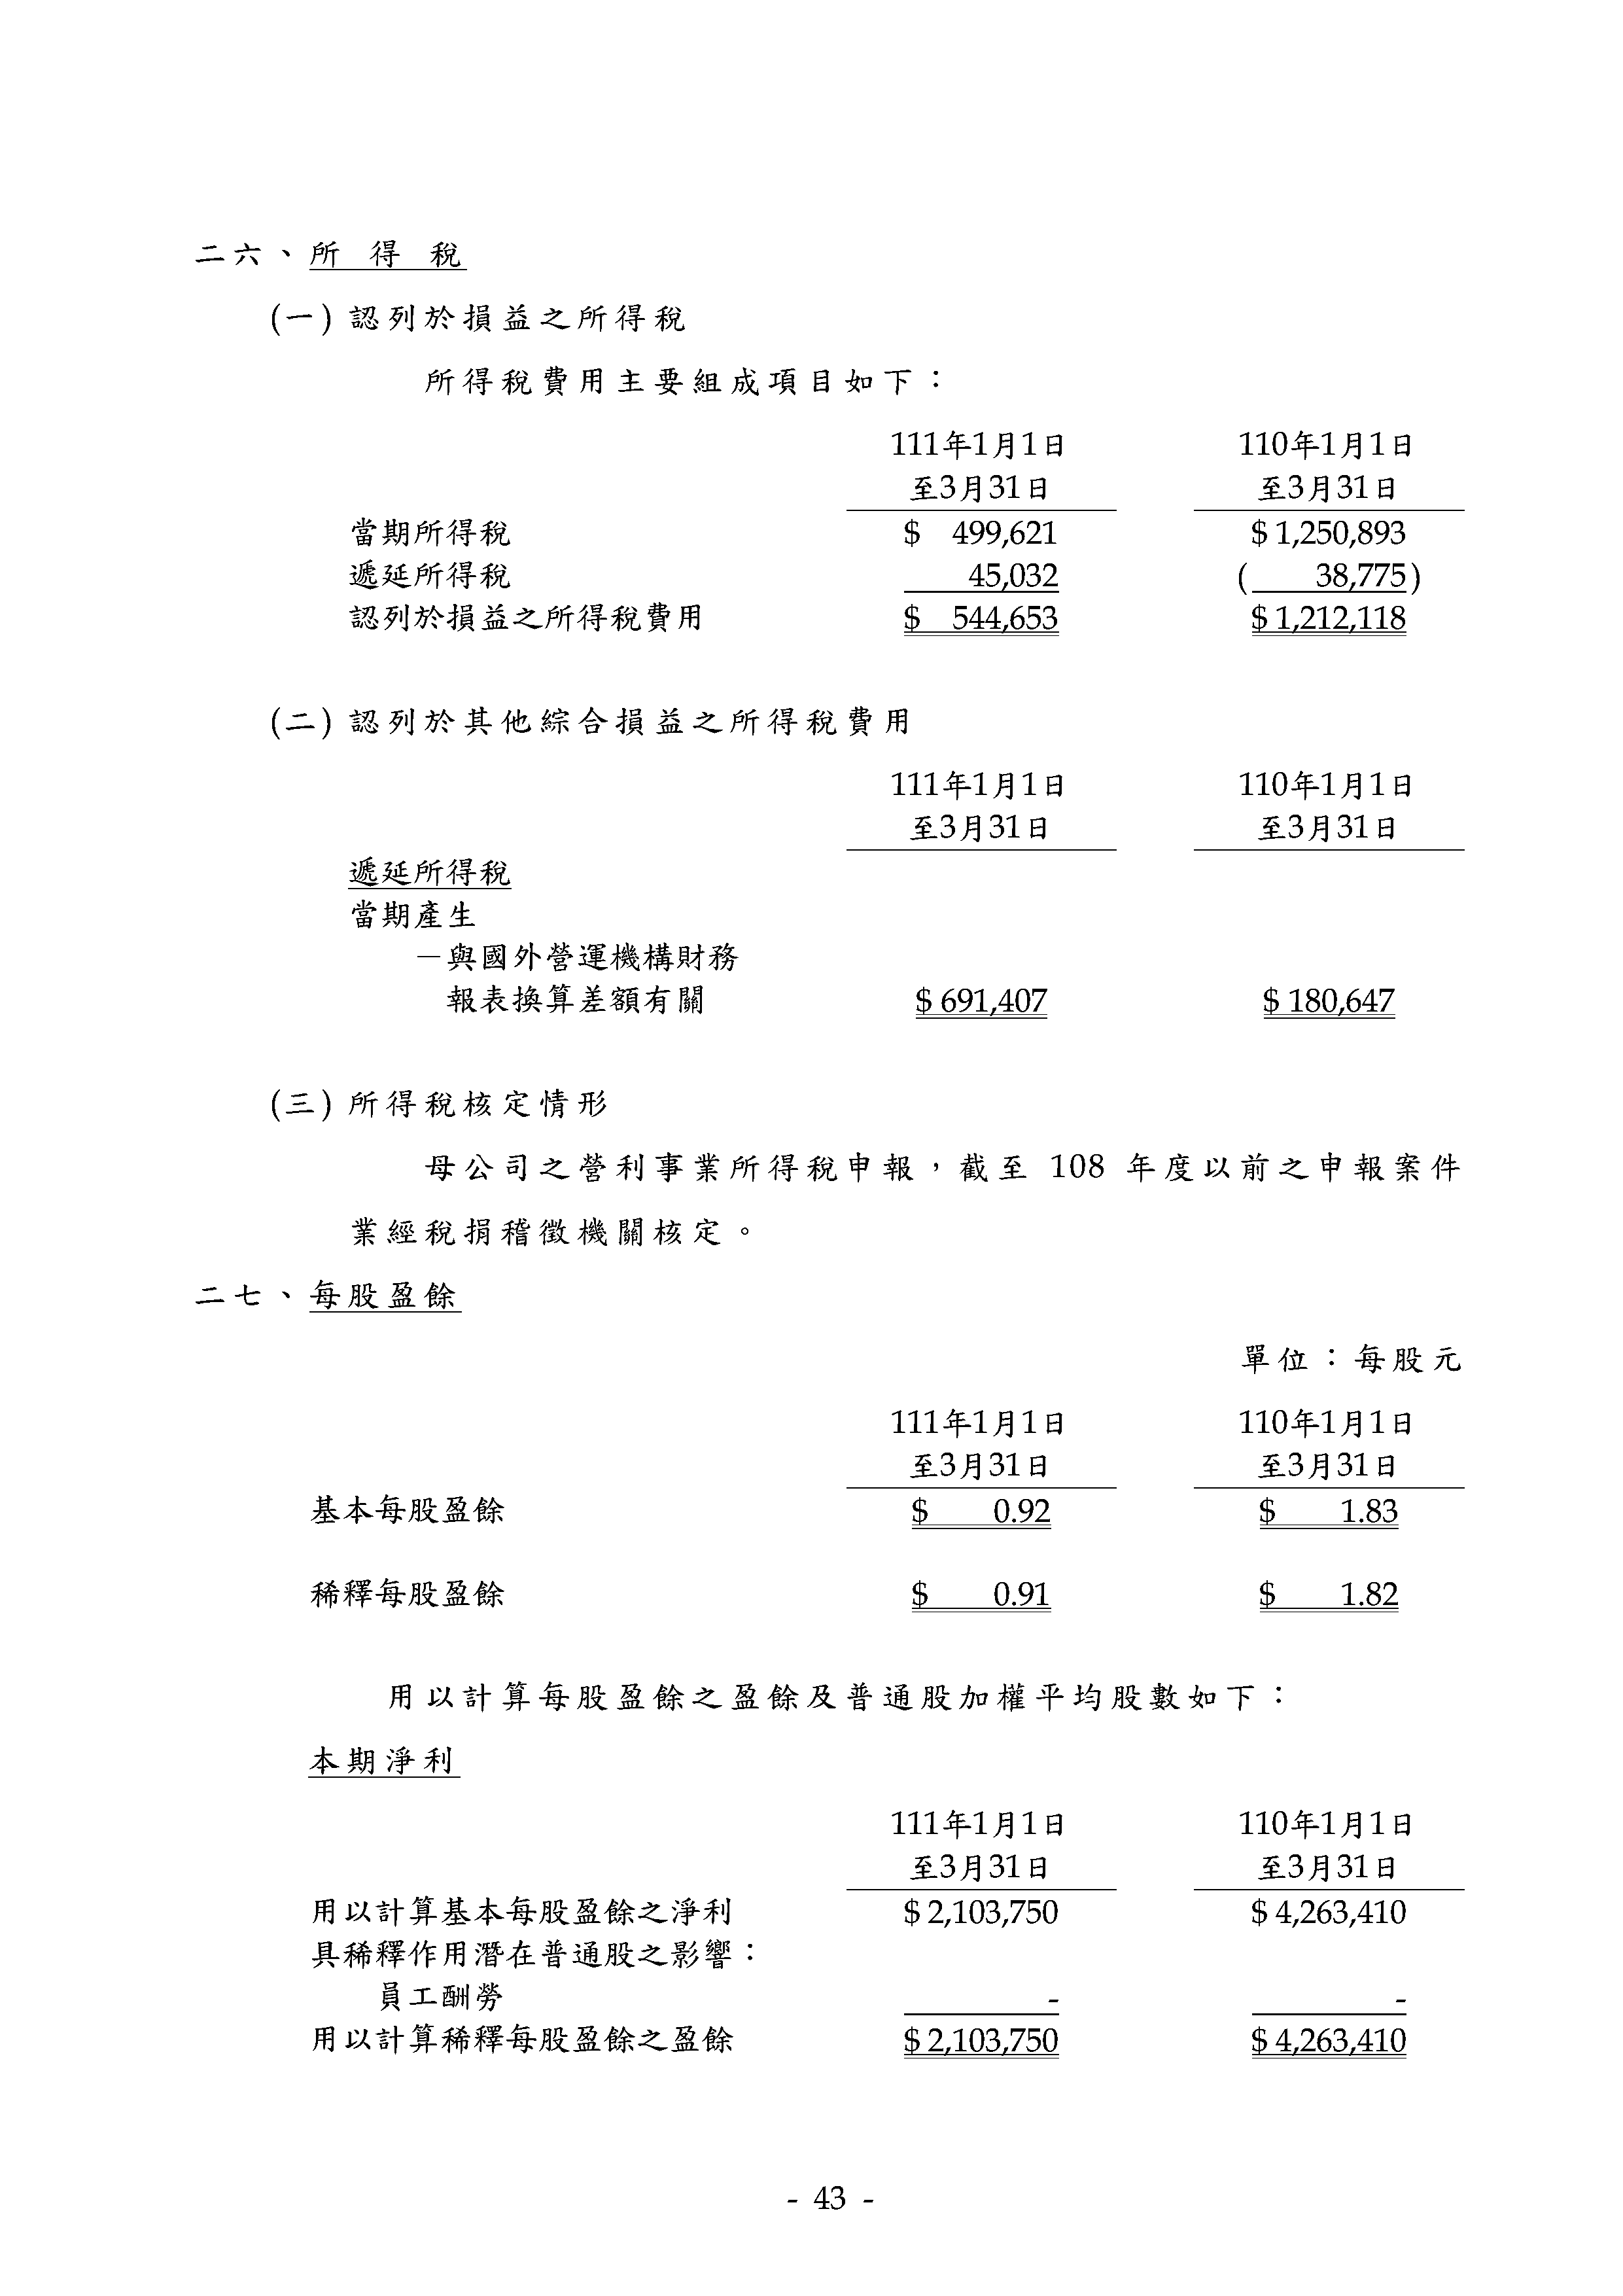 二六、所得稅
(一) 認列於損益之所得稅
所得稅費用主要組成項目如下：
111年1月1日 110年1月1日
至3月31日 至3月31日
當期所得稅 $ 499,621 $ 1,250,893
遞延所得稅 45,032 ( 38,775)
認列於損益之所得稅費用 $ 544,653 $ 1,212,118
(二) 認列於其他綜合損益之所得稅費用
111年1月1日 110年1月1日
至3月31日 至3月31日
遞延所得稅
當期產生
－與國外營運機構財務
報表換算差額有關 $ 691,407 $ 180,647
(三) 所得稅核定情形
母公司之營利事業所得稅申報，截至 108 年度以前之申報案件
業經稅捐稽徵機關核定。
二七、每股盈餘
單位：每股元
111年1月1日 110年1月1日
至3月31日 至3月31日
基本每股盈餘 $ 0.92 $ 1.83
稀釋每股盈餘 $ 0.91 $ 1.82
用以計算每股盈餘之盈餘及普通股加權平均股數如下：
本期淨利
111年1月1日 110年1月1日
至3月31日 至3月31日
用以計算基本每股盈餘之淨利 $ 2,103,750 $ 4,263,410
具稀釋作用潛在普通股之影響：
員工酬勞 - -
用以計算稀釋每股盈餘之盈餘 $ 2,103,750 $ 4,263,410
- 43 -